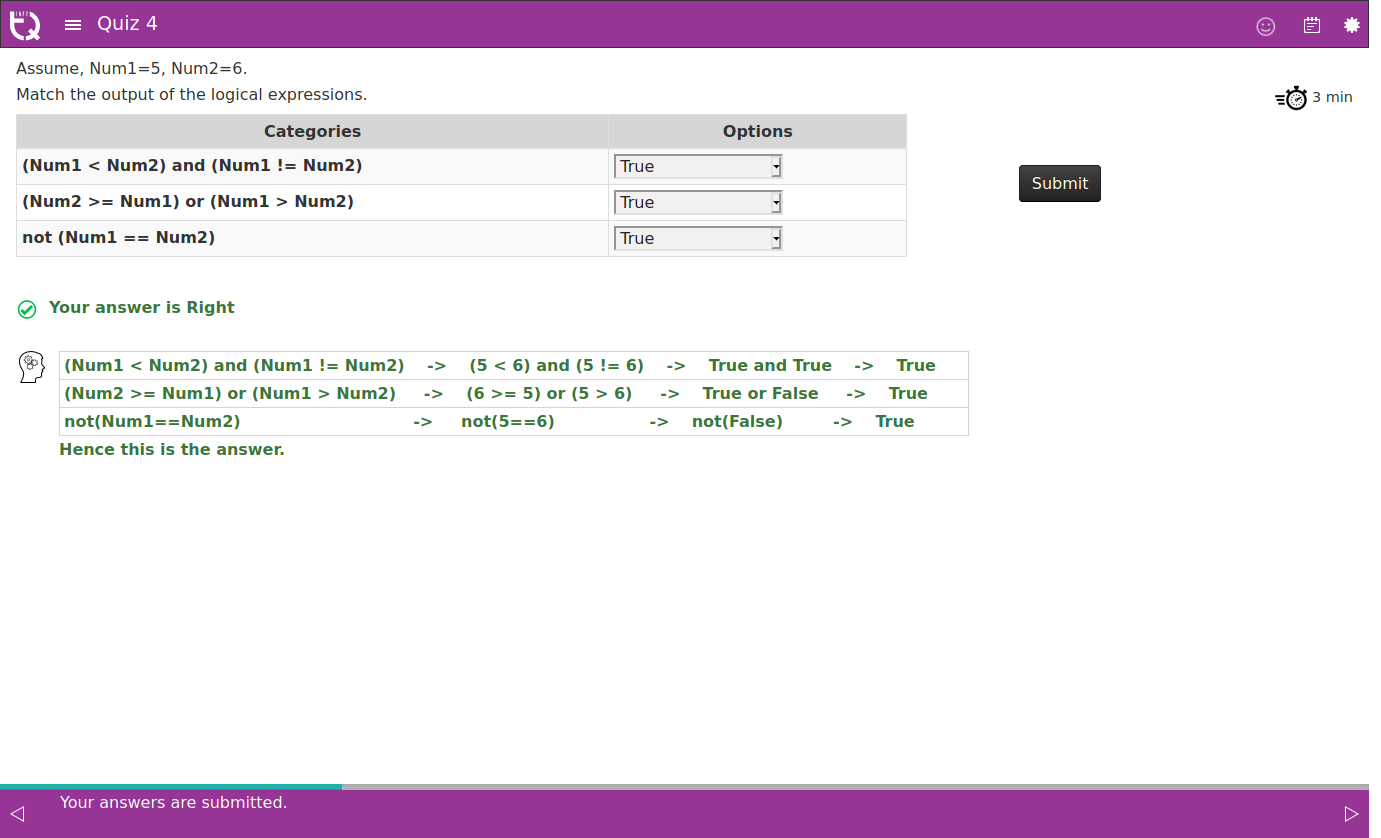 Quiz 4
Assume, Num1=5, Num2=6.
Match the output of the logical expressions.
3 min
Categories Options
(Num1 < Num2) and (Num1 != Num2) True
(Num2 >= Num1) or (Num1 > Num2) True
not (Num1 == Num2) True
Submit
Your answer is Right
(Num1 < Num2) and (Num1 != Num2) -> (5 < 6) and (5 != 6) -> True and True -> True
(Num2 >= Num1) or (Num1 > Num2) -> (6 >= 5) or (5 > 6) -> True or False -> True
not(Num1==Num2) -> not(5==6) -> not(False) -> True
Hence this is the answer.
Your answers are submitted.